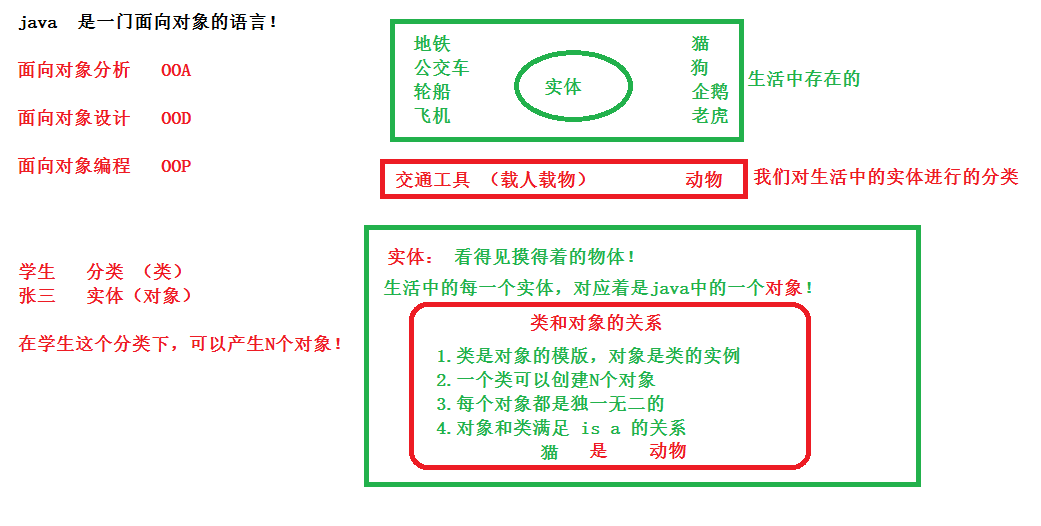 java 是一门面向对象的语言！
面向对象分析 OOA
面向对象设计 OOD
面向对象编程 OOP
学生 分类 （类）
张三 实体（对象）
在学生这个分类下，可以产生N个对象！
地铁
公交车
轮船
飞机
实体
猫
狗
企鹅
老虎
生活中存在的
交通工具 （载人载物） 动物
我们对生活中的实体进行的分类
实体： 看得见摸得着的物体！
生活中的每一个实体，对应着是java中的一个对象！
类和对象的关系
1.类是对象的模版，对象是类的实例
2.一个类可以创建N个对象
3.每个对象都是独一无二的
4.对象和类满足 is a 的关系
猫 是 动物